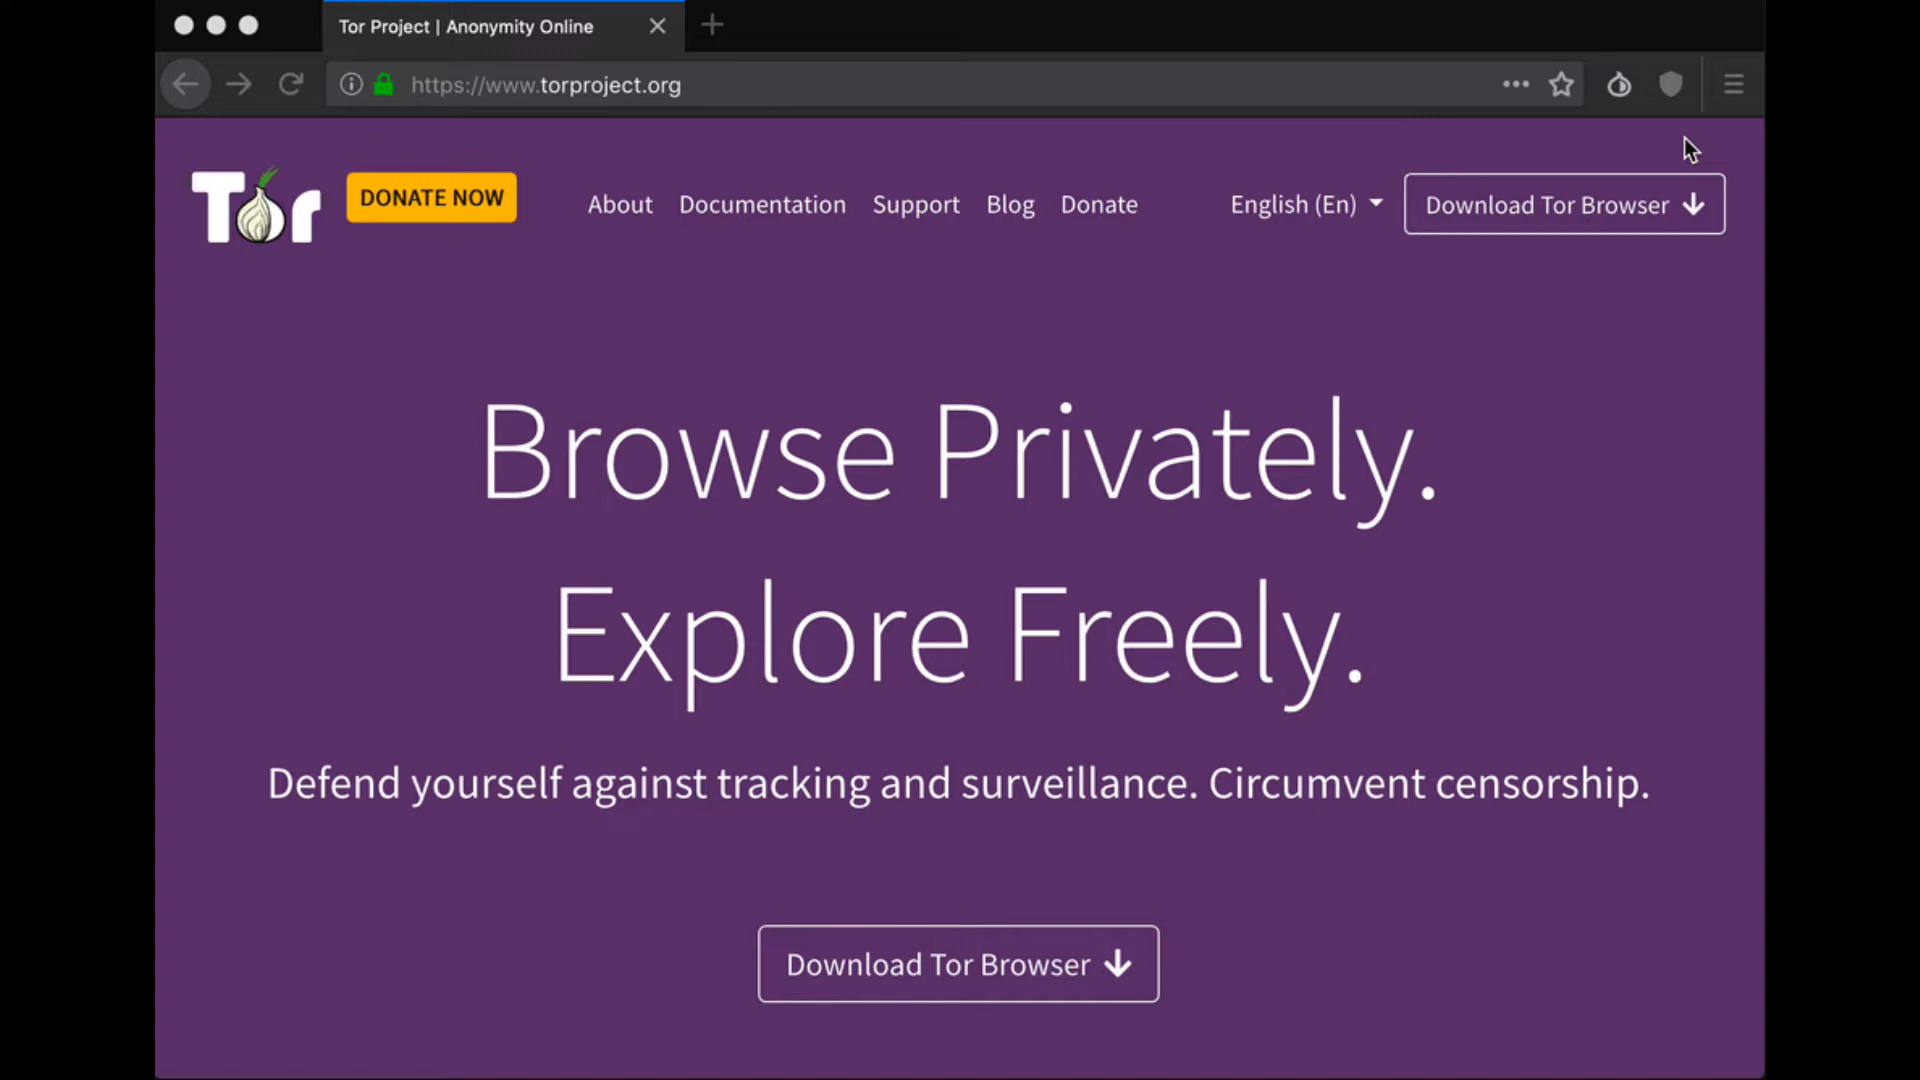 Tor Project | Anonymity Online
https://www.torproject.org
Tor
DONATE NOW
About
Documentation
Support
Blog
Donate
English (En)
Download Tor Browser
Browse Privately.
Explore Freely.
Defend yourself against tracking and surveillance. Circumvent censorship.
Download Tor Browser